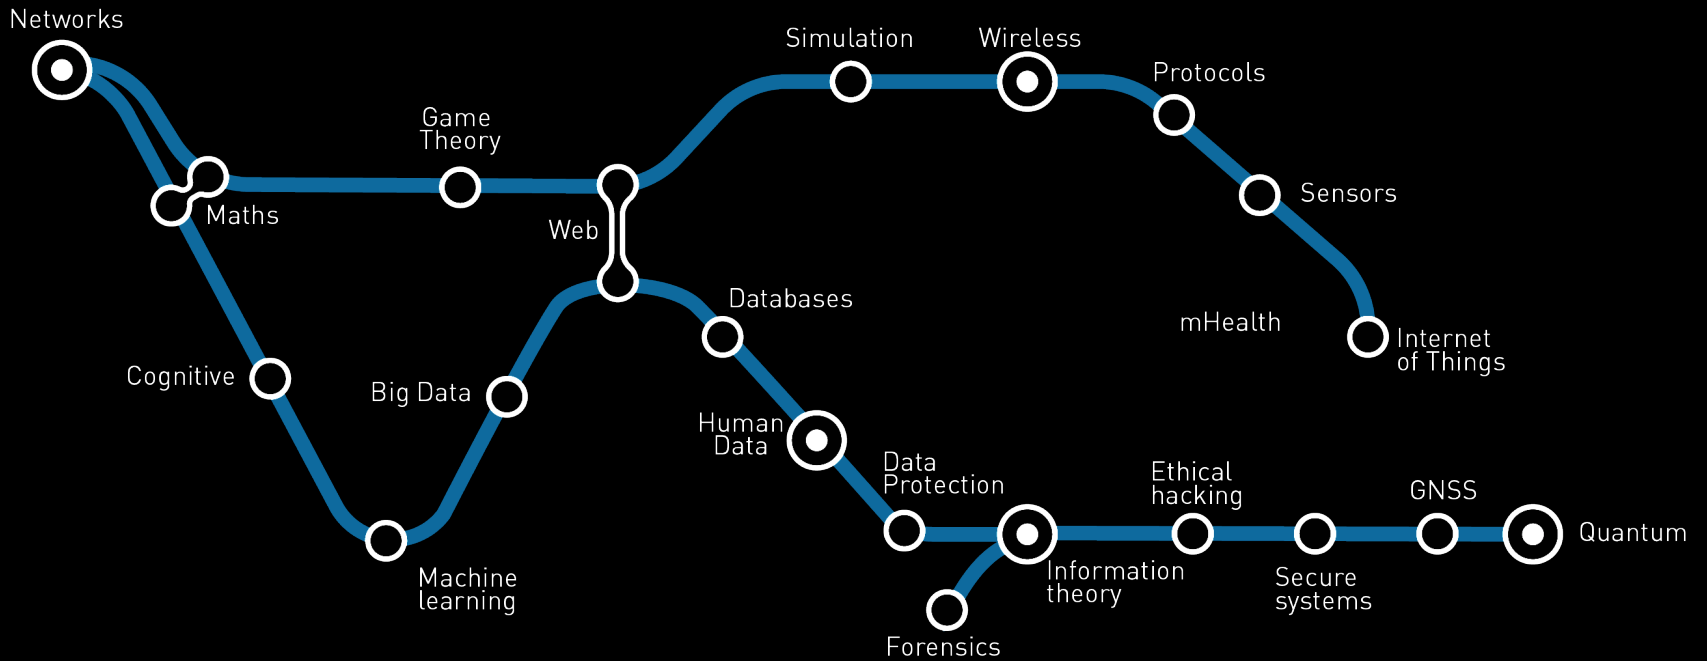 Networks
Simulation
Wireless
Protocols
Game
Theory
Sensors
Maths
Web
Databases
mHealth
Internet
of Things
Cognitive
Big Data
Human
Data
Data
Protection
Ethical
hacking
GNSS
Quantum
Machine
learning
Information
theory
Secure
systems
Forensics